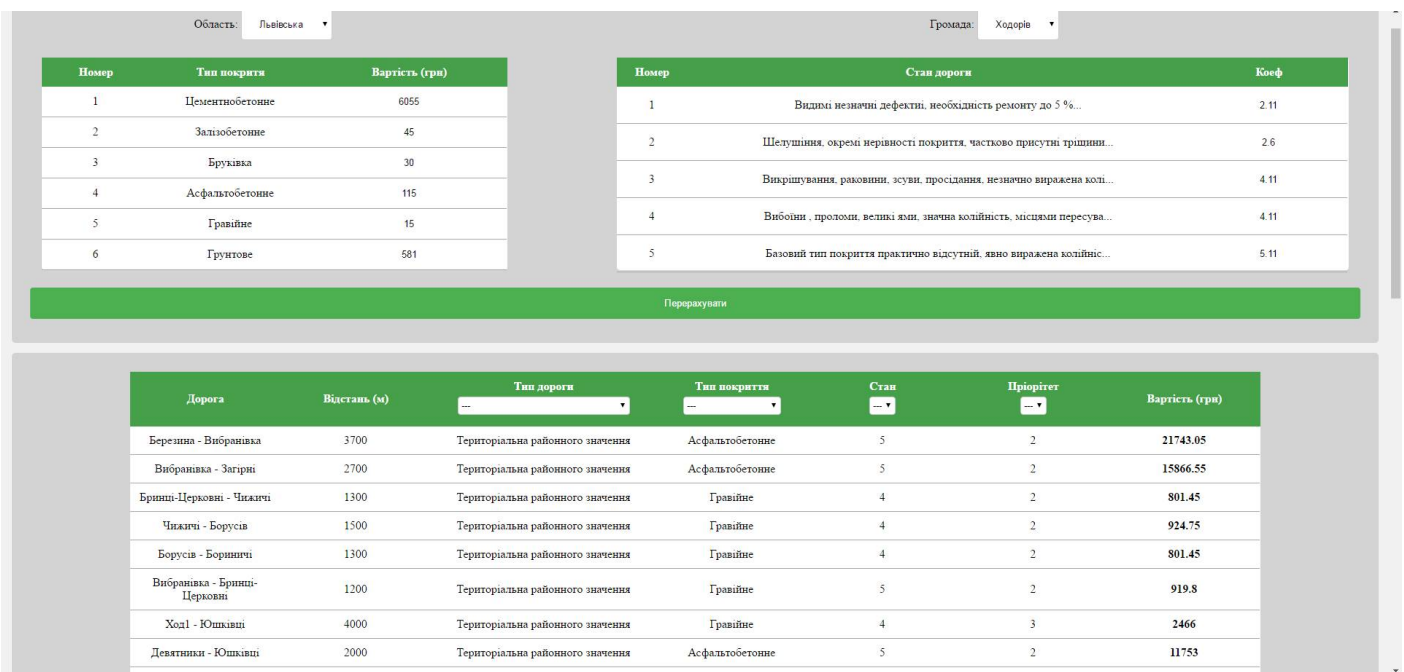 Область: Львівська Громада: Ходорів
Номер Тип покритя Вартість (грн)
1 Цементнобетонне 6055
2 Залізобетонне 45
3 Бруківка 30
4 Асфальтобетонне 115
5 Гравійне 15
6 Грунтове 581
Номер Стан дороги Коеф
1 Видимі незначні дефектиі, необхідність ремонту до 5 %... 2.11
2 Шелушіння, окремі нерівності покриття, частково присутні тріщини... 2.6
3 Викрішування, раковини, зсуви, просідання, незначно виражена колі... 4.11
4 Вибоїни , проломи, великі ями, значна колійність, місцями пересува... 4.11
5 Базовий тип покриття практично відсутній, явно виражена колійніс... 5.11
Перерахувати
Дорога Відстань (м) Тип дороги Тип покриття Стан Пріорітет Вартість (грн)
--- --- --- ---
Березина - Вибранівка 3700 Територіальна районного значення Асфальтобетонне 5 2 21743.05
Вибранівка - Загірні 2700 Територіальна районного значення Асфальтобетонне 5 2 15866.55
Бринці-Церковні - Чижичі 1300 Територіальна районного значення Гравійне 4 2 801.45
Чижичі - Борусів 1500 Територіальна районного значення Гравійне 4 2 924.75
Борусів - Бориничі 1300 Територіальна районного значення Гравійне 4 2 801.45
Вибранівка - Бринці-
Церковні 1200 Територіальна районного значення Гравійне 5 2 919.8
Ход1 - Юшківці 4000 Територіальна районного значення Гравійне 4 3 2466
Девятники - Юшківці 2000 Територіальна районного значення Асфальтобетонне 5 2 11753